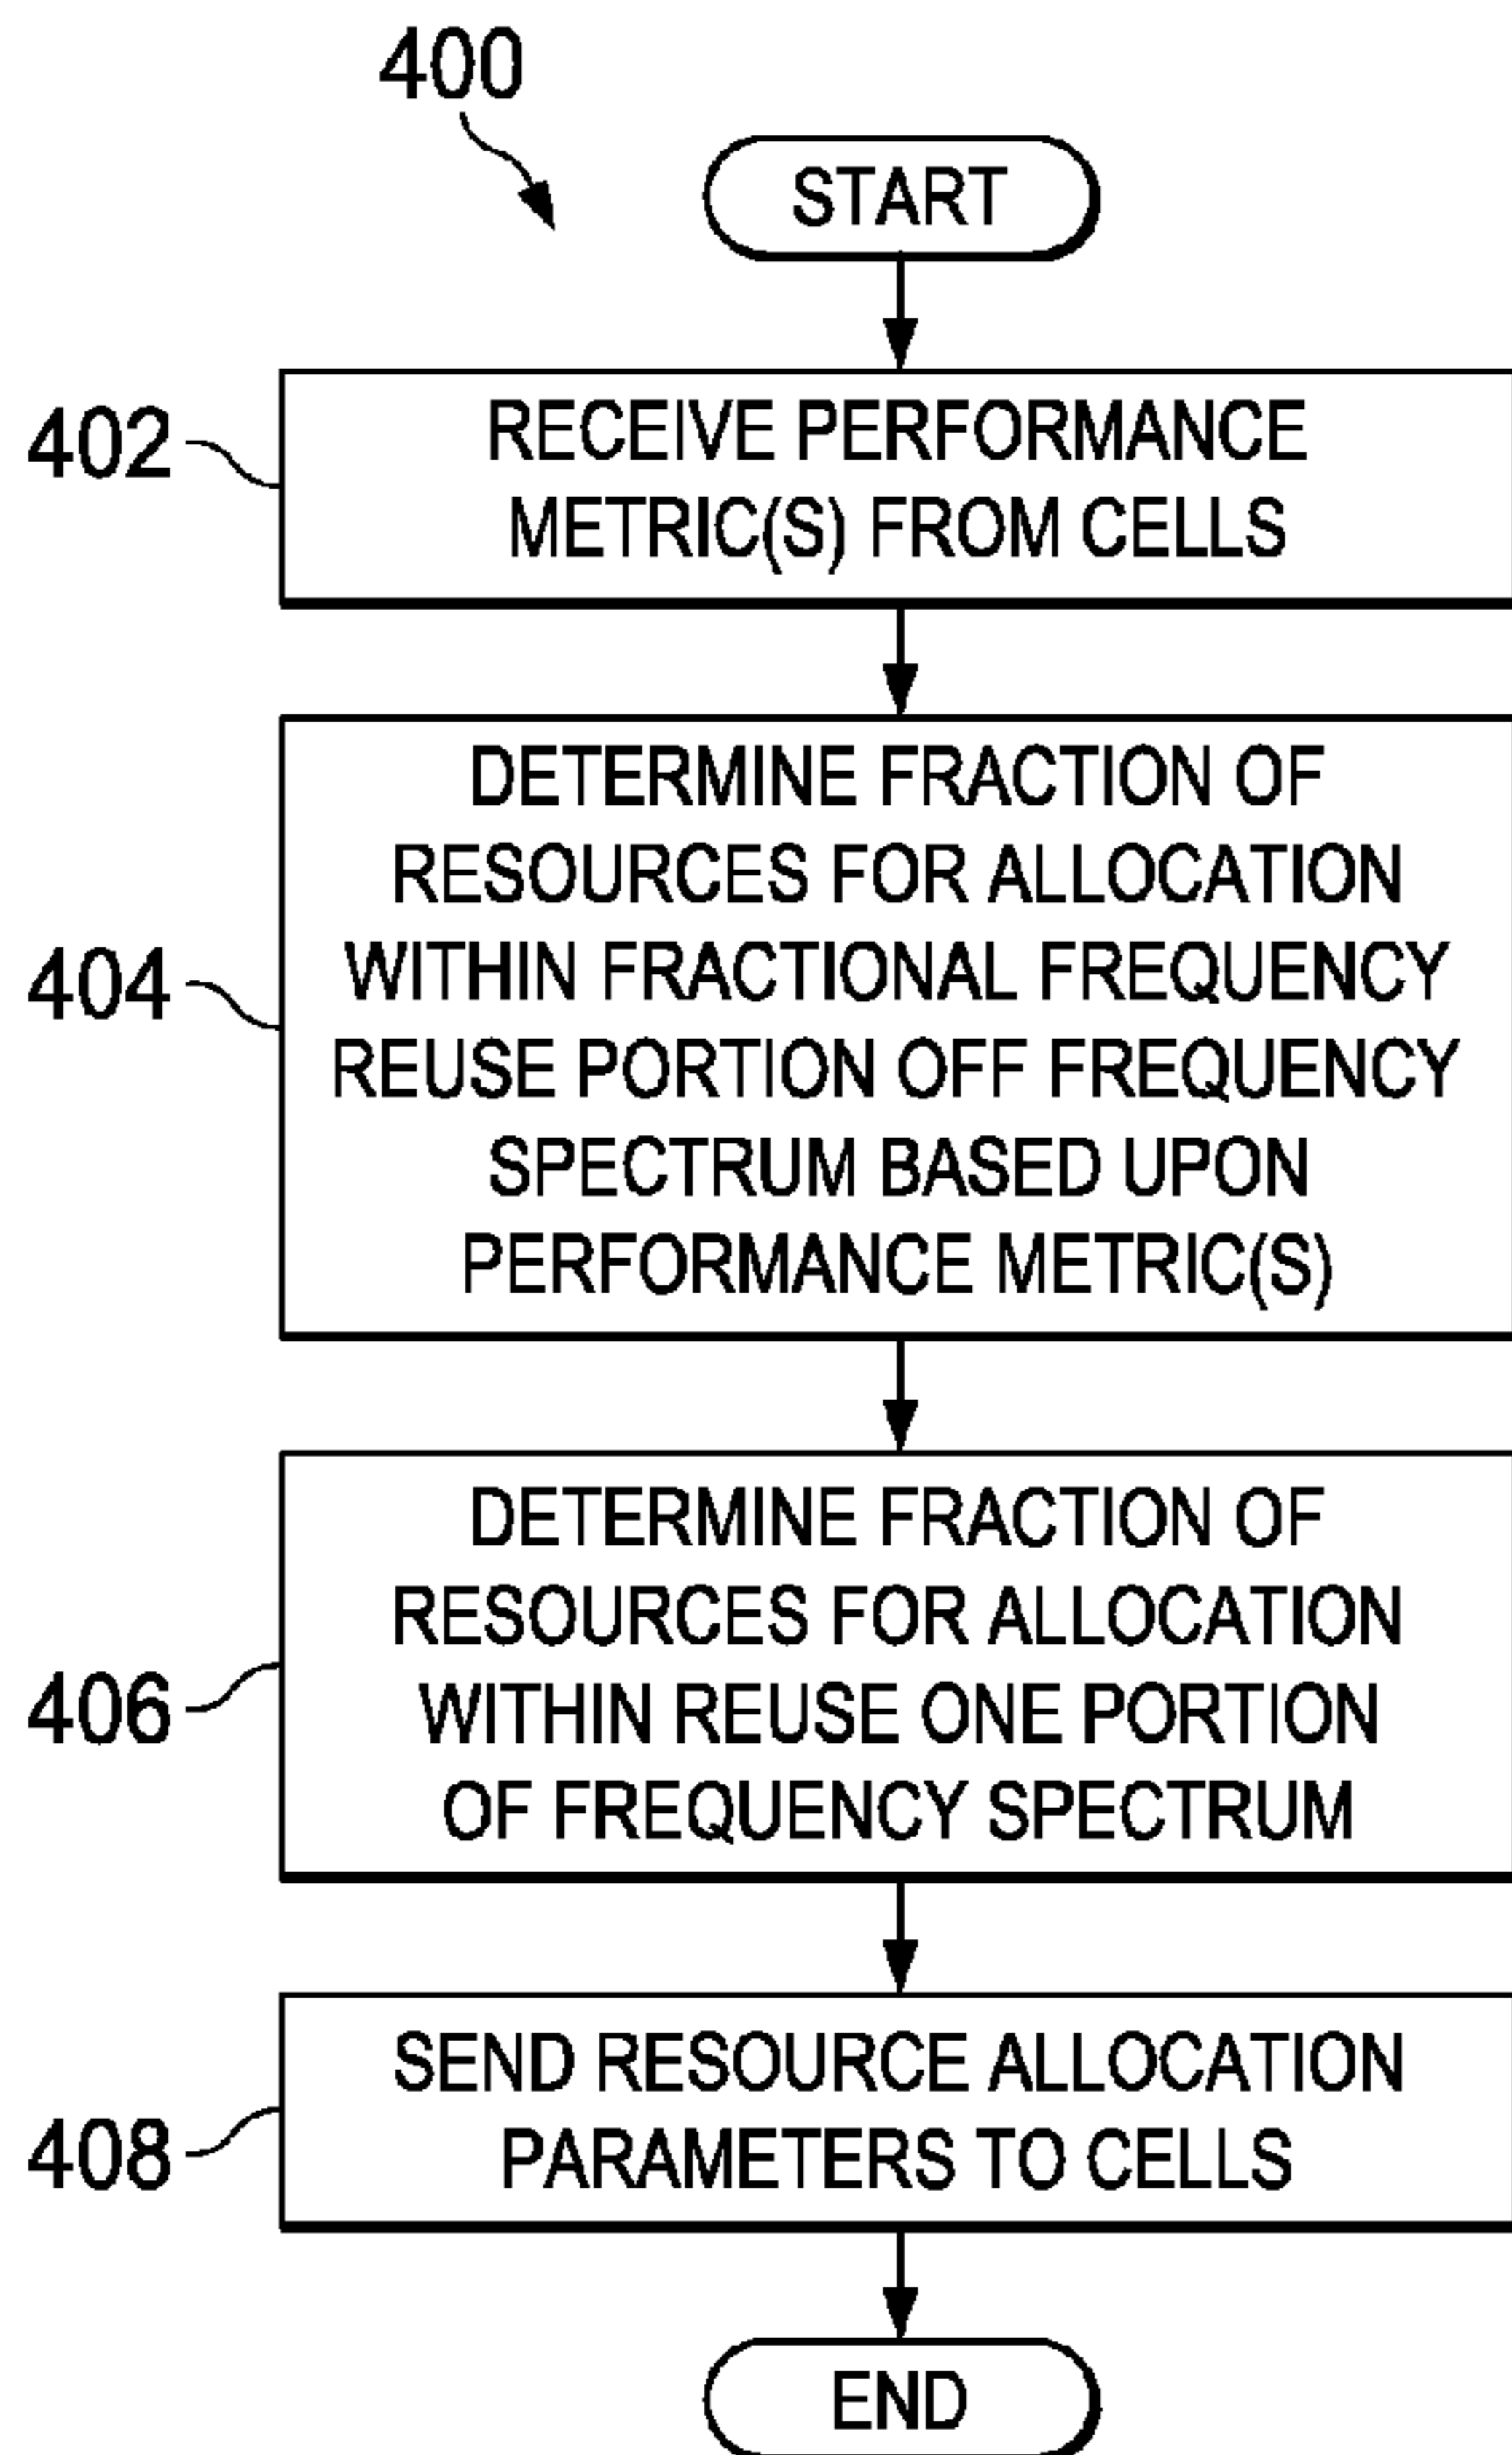 400
START
402
RECEIVE PERFORMANCE
METRIC(S) FROM CELLS
404
DETERMINE FRACTION OF
RESOURCES FOR ALLOCATION
WITHIN FRACTIONAL FREQUENCY
REUSE PORTION OFF FREQUENCY
SPECTRUM BASED UPON
PERFORMANCE METRIC(S)
406
DETERMINE FRACTION OF
RESOURCES FOR ALLOCATION
WITHIN REUSE ONE PORTION
OF FREQUENCY SPECTRUM
408
SEND RESOURCE ALLOCATION
PARAMETERS TO CELLS
END